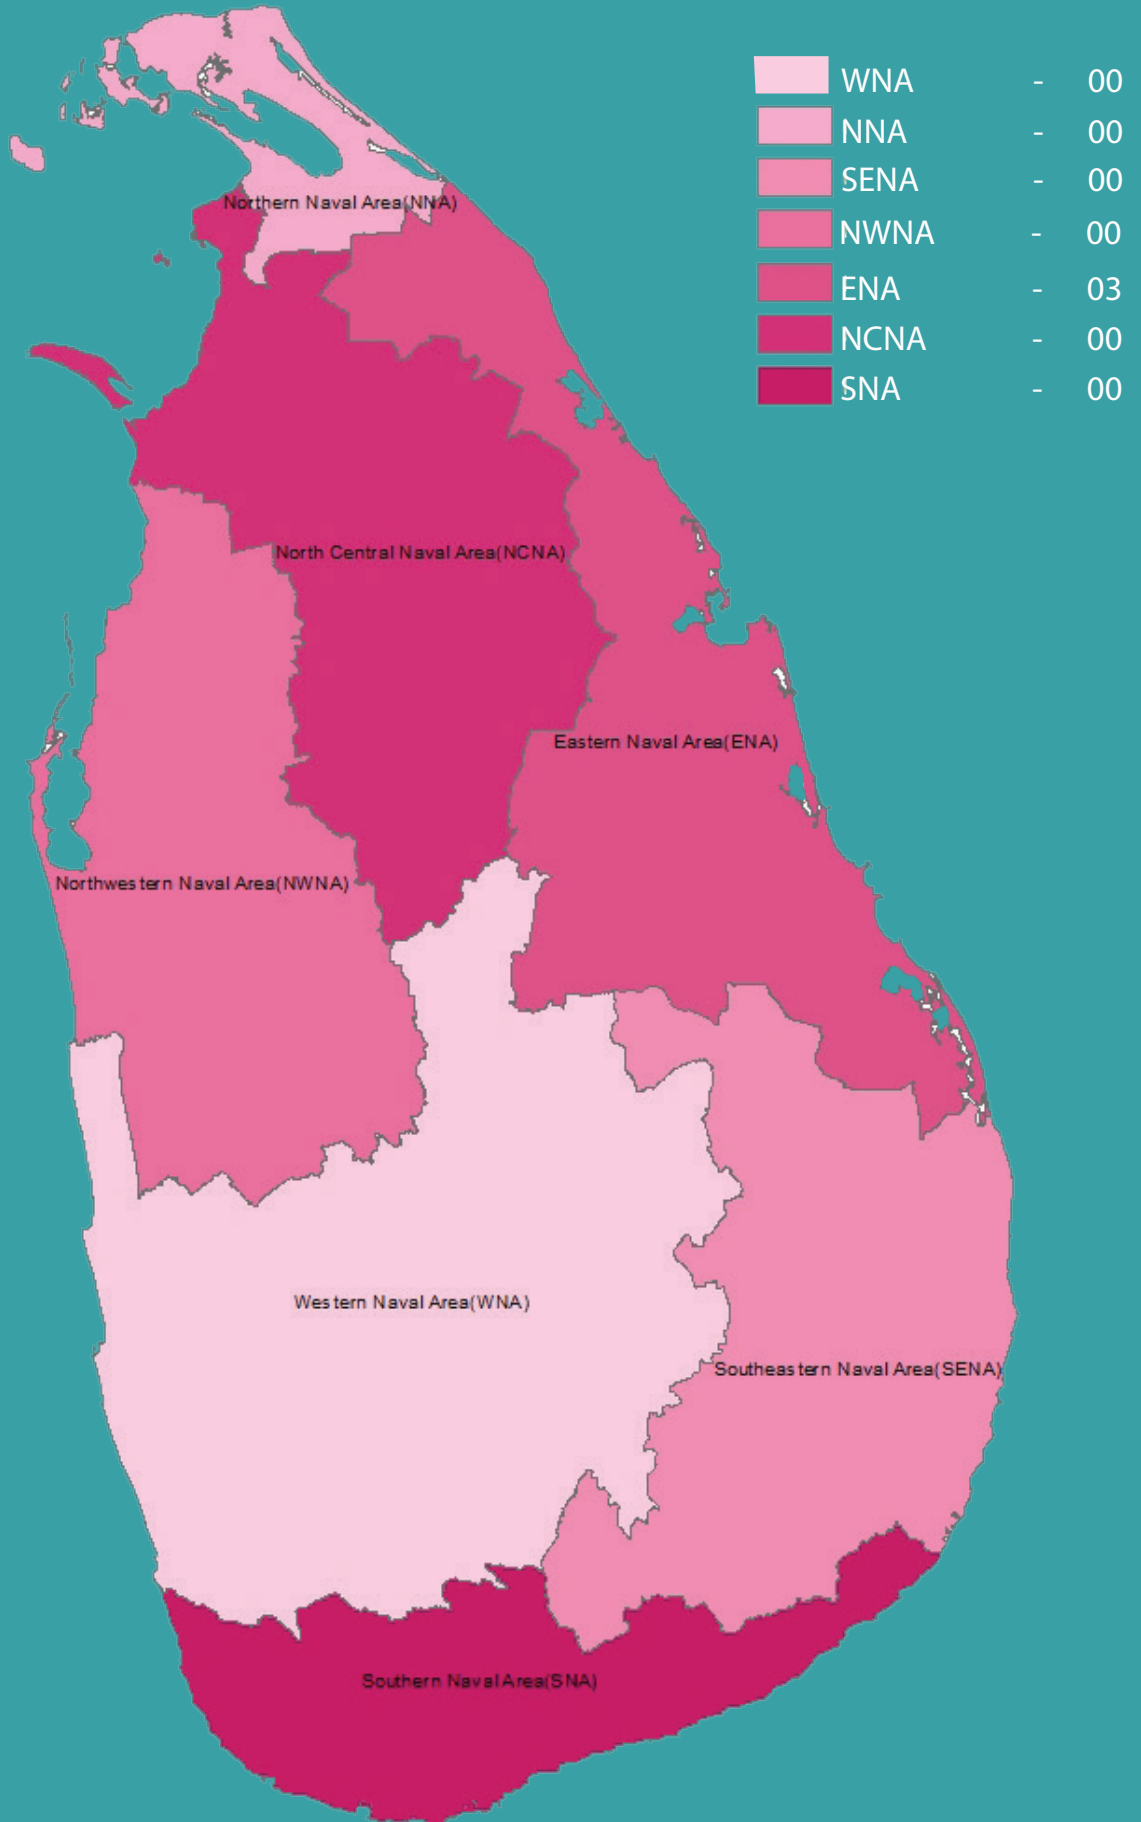 WNA - 00
NNA - 00
SENA - 00
NWNA - 00
ENA - 03
NCNA - 00
SNA - 00
Northern Naval Area(NNA)
North Central Naval Area(NCNA)
Eastern Naval Area(ENA)
Northwestern Naval Area(NWNA)
Western Naval Area(WNA)
Southeastern Naval Area(SENA)
Southern Naval Area(SNA)